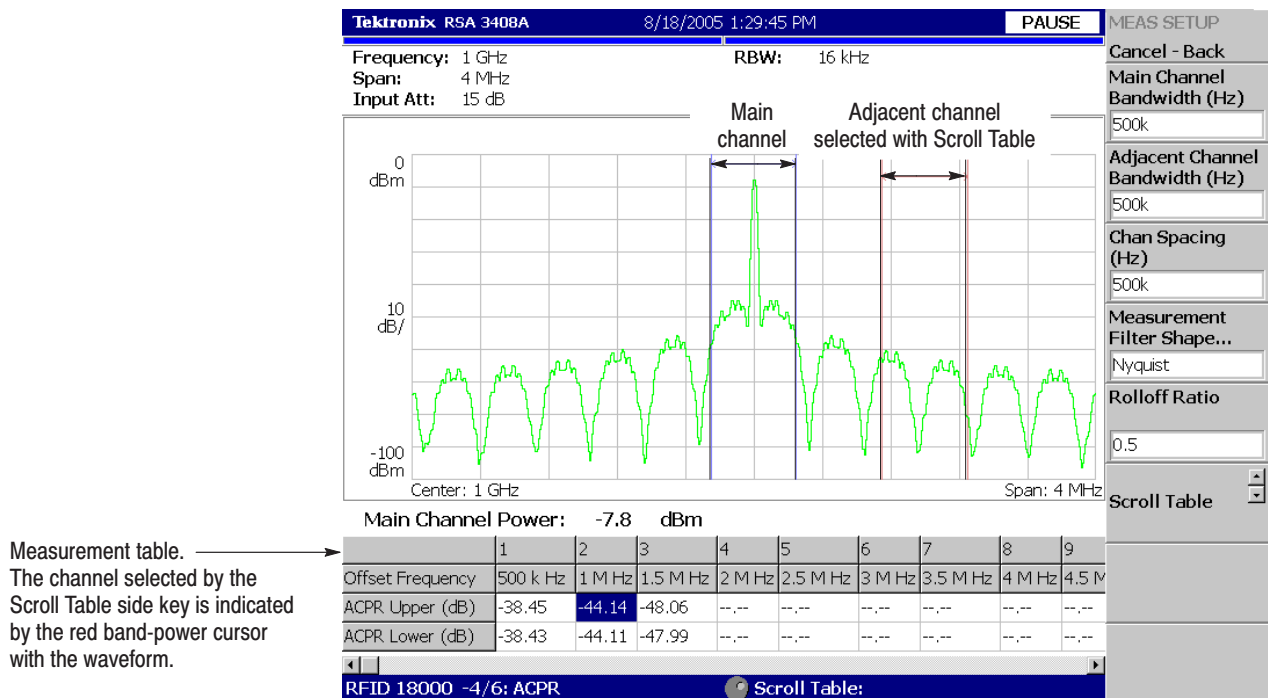 Tektronix RSA 3408A 8/18/2005 1:29:45 PM PAUSE
Frequency: 1 GHz RBW: 16 kHz
Span: 4 MHz
Input Att: 15 dB
Main channel
Adjacent channel
selected with Scroll Table
0
dBm
10
dB/
-100
dBm
Center: 1 GHz Span: 4 MHz
Main Channel Power: -7.8 dBm
1 2 3 4 5 6 7 8 9
Offset Frequency 500 k Hz 1 M Hz 1.5 M Hz 2 M Hz 2.5 M Hz 3 M Hz 3.5 M Hz 4 M Hz 4.5 M
ACPR Upper (dB) -38.45 -44.14 -48.06 --.-- --.-- --.-- --.-- --.-- --.--
ACPR Lower (dB) -38.43 -44.11 -47.99 --.-- --.-- --.-- --.-- --.-- --.--
RFID 18000 -4/6: ACPR Scroll Table:
MEAS SETUP
Cancel - Back
Main Channel
Bandwidth (Hz)
500k
Adjacent Channel
Bandwidth (Hz)
500k
Chan Spacing
(Hz)
500k
Measurement
Filter Shape...
Nyquist
Rolloff Ratio
0.5
Scroll Table
Measurement table.
The channel selected by the
Scroll Table side key is indicated
by the red band-power cursor
with the waveform.